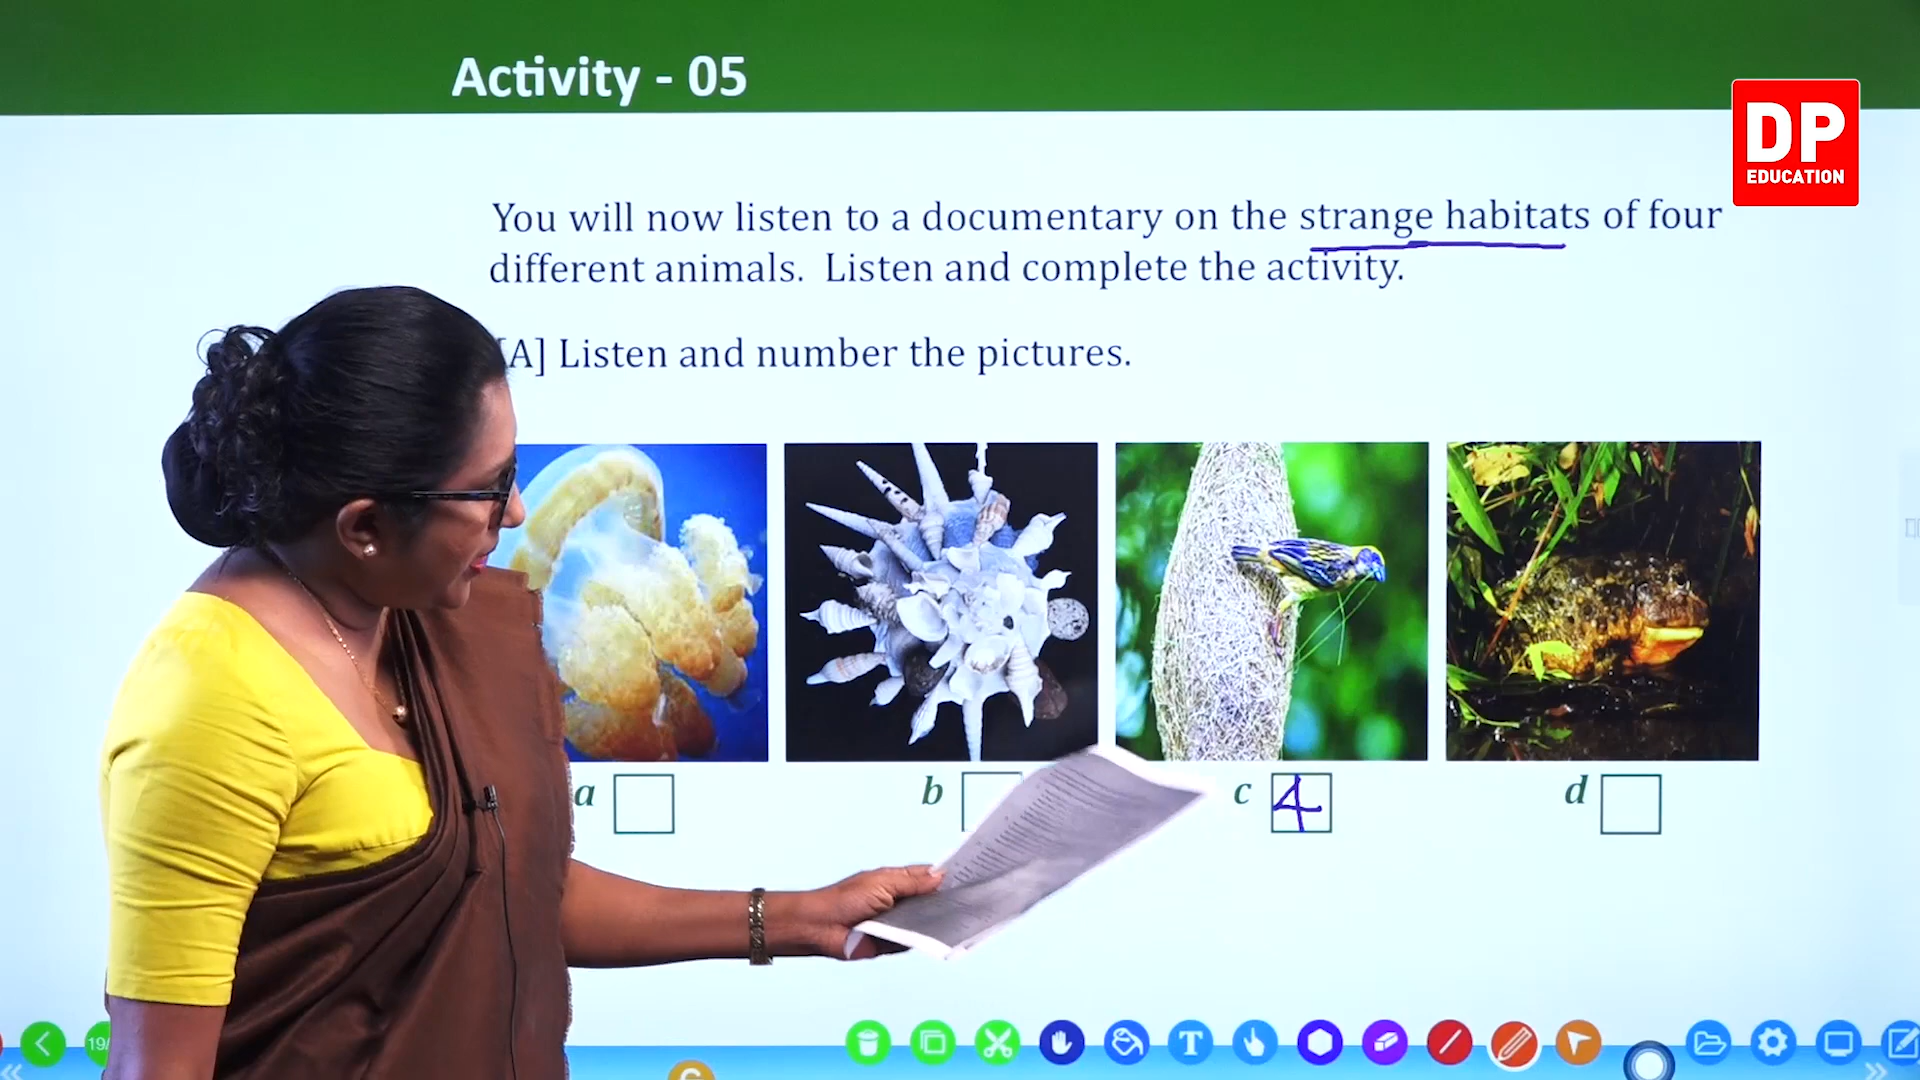 Activity - 05
DP
EDUCATION
You will now listen to a documentary on the strange habitats of four
different animals. Listen and complete the activity.
[A] Listen and number the pictures.
a
b
c 4
d
19/
T